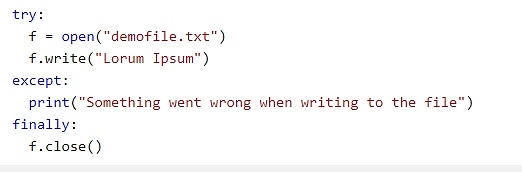 try:
  f = open("demofile.txt")
  f.write("Lorum Ipsum")
except:
  print("Something went wrong when writing to the file")
finally:
  f.close()